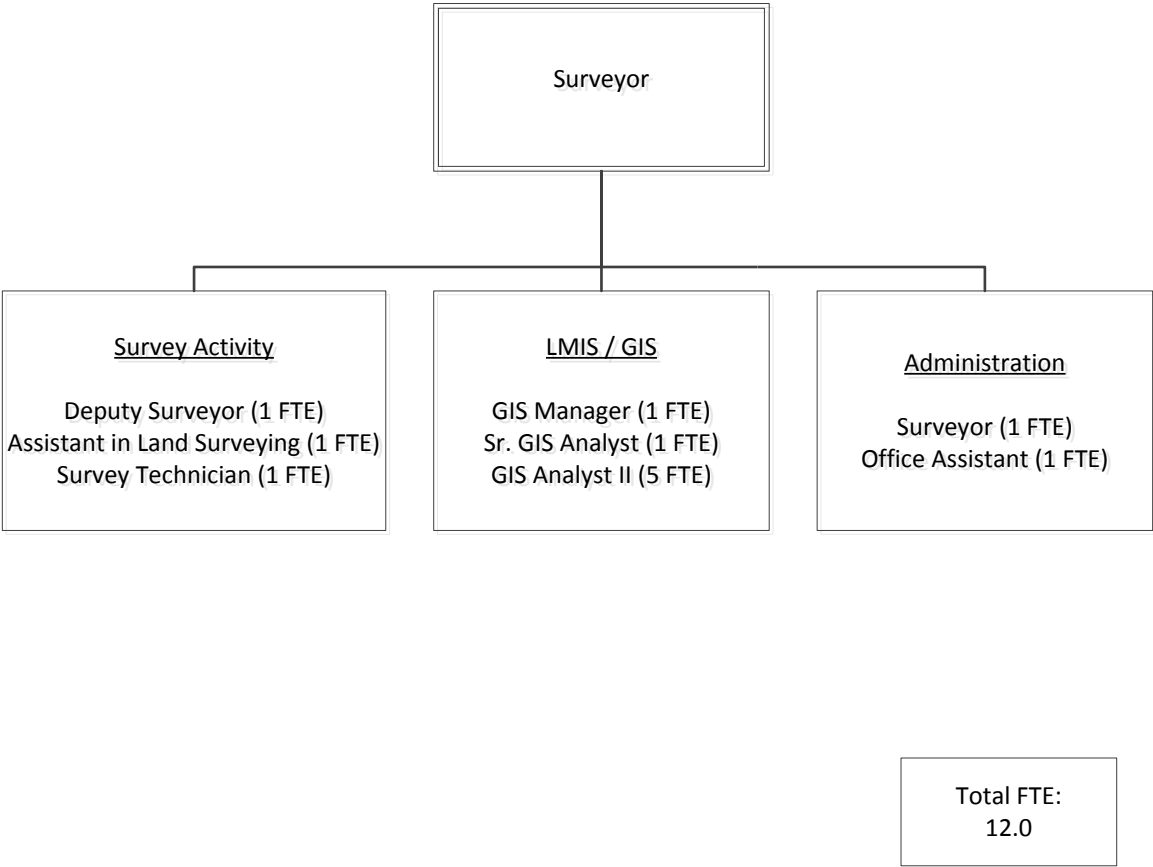 Surveyor
Survey Activity
Deputy Surveyor (1 FTE)
Assistant in Land Surveying (1 FTE)
Survey Technician (1 FTE)
LMIS / GIS
GIS Manager (1 FTE)
Sr. GIS Analyst (1 FTE)
GIS Analyst II (5 FTE)
Administration
Surveyor (1 FTE)
Office Assistant (1 FTE)
Total FTE:
12.0